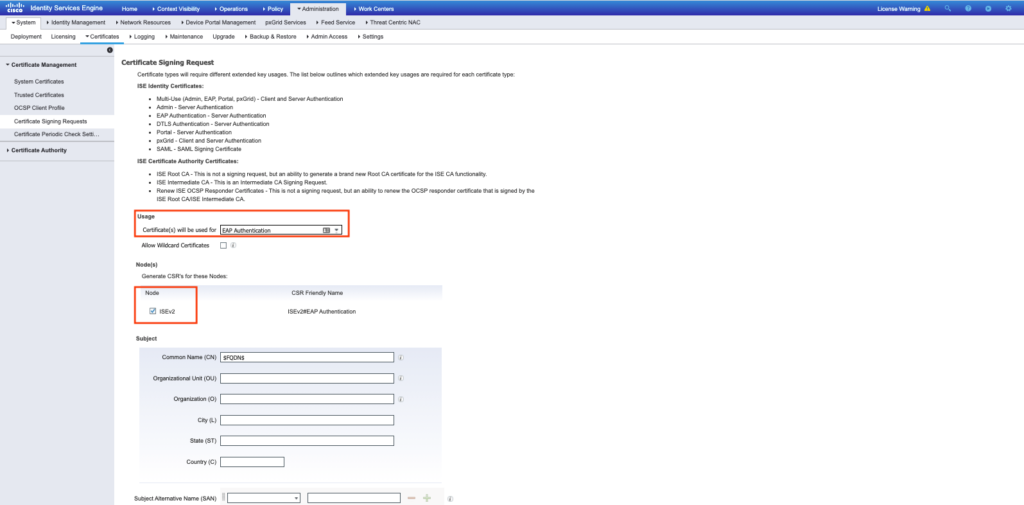 cisco Identity Services Engine Home Context Visibility Operations Policy Administration Work Centers License Warning
System Identity Management Network Resources Device Portal Management pxGrid Services Feed Service Threat Centric NAC
Deployment Licensing Certificates Logging Maintenance Upgrade Backup & Restore Admin Access Settings
Certificate Management
System Certificates
Trusted Certificates
OCSP Client Profile
Certificate Signing Requests
Certificate Periodic Check Setti...
Certificate Authority
Certificate Signing Request
Certificate types will require different extended key usages. The list below outlines which extended key usages are required for each certificate type:
ISE Identity Certificates:
• Multi-Use (Admin, EAP, Portal, pxGrid) - Client and Server Authentication
• Admin - Server Authentication
• EAP Authentication - Server Authentication
• DTLS Authentication - Server Authentication
• Portal - Server Authentication
• pxGrid - Client and Server Authentication
• SAML - SAML Signing Certificate
ISE Certificate Authority Certificates:
• ISE Root CA - This is not a signing request, but an ability to generate a brand new Root CA certificate for the ISE CA functionality.
• ISE Intermediate CA - This is an Intermediate CA Signing Request.
• Renew ISE OCSP Responder Certificates - This is not a signing request, but an ability to renew the OCSP responder certificate that is signed by the
ISE Root CA/ISE Intermediate CA.
Usage
Certificate(s) will be used for EAP Authentication
Allow Wildcard Certificates
Node(s)
Generate CSR's for these Nodes:
Node CSR Friendly Name
ISEv2 ISEv2#EAP Authentication
Subject
Common Name (CN) $FQDN$
Organizational Unit (OU)
Organization (O)
City (L)
State (ST)
Country (C)
Subject Alternative Name (SAN)